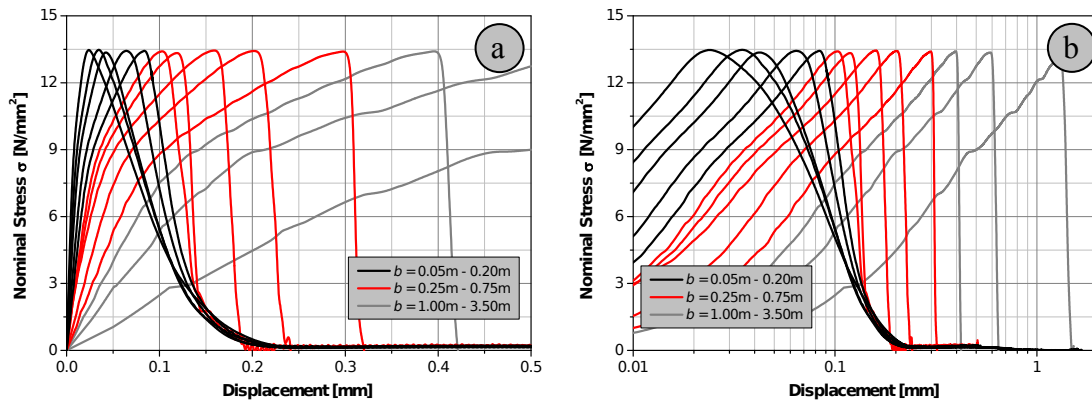 15
12
9
6
3
0
Nominal Stress σ [N/mm²]
a
b = 0.05m - 0.20m
b = 0.25m - 0.75m
b = 1.00m - 3.50m
0.0 0.1 0.2 0.3 0.4 0.5
Displacement [mm]
15
12
9
6
3
0
Nominal Stress σ [N/mm²]
b
b = 0.05m - 0.20m
b = 0.25m - 0.75m
b = 1.00m - 3.50m
0.01 0.1 1
Displacement [mm]